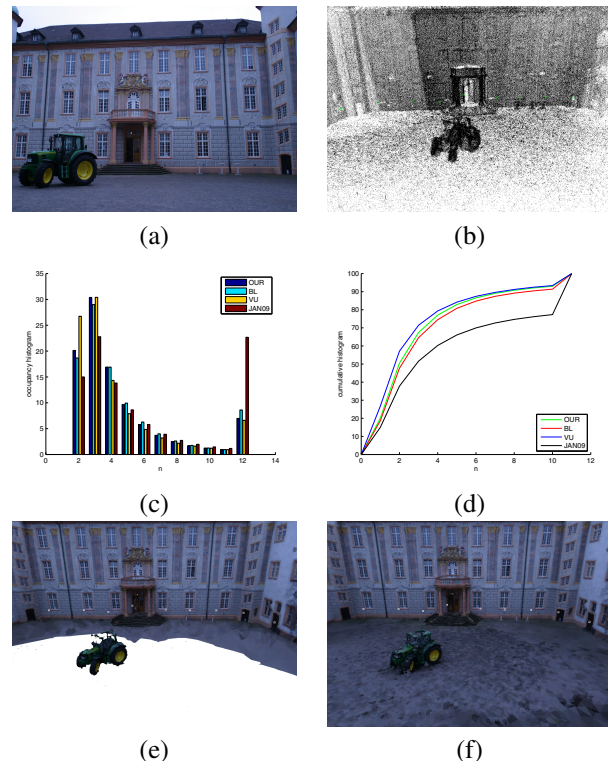 (a)
(b)
35
30
25
20
15
10
5
0
occupancy histogram
0 2 4 6 8 10 12 14
n
OUR
BL
VU
JAN09
(c)
100
90
80
70
60
50
40
30
20
10
0
cumulative histogram
0 2 4 6 8 10 12
n
OUR
BL
VU
JAN09
(d)
(e)
(f)